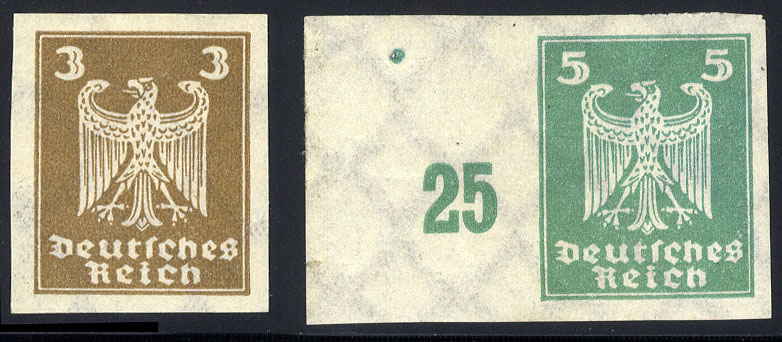 3 3
Deutſches
Reich
25
5 5
Deutſches
Reich